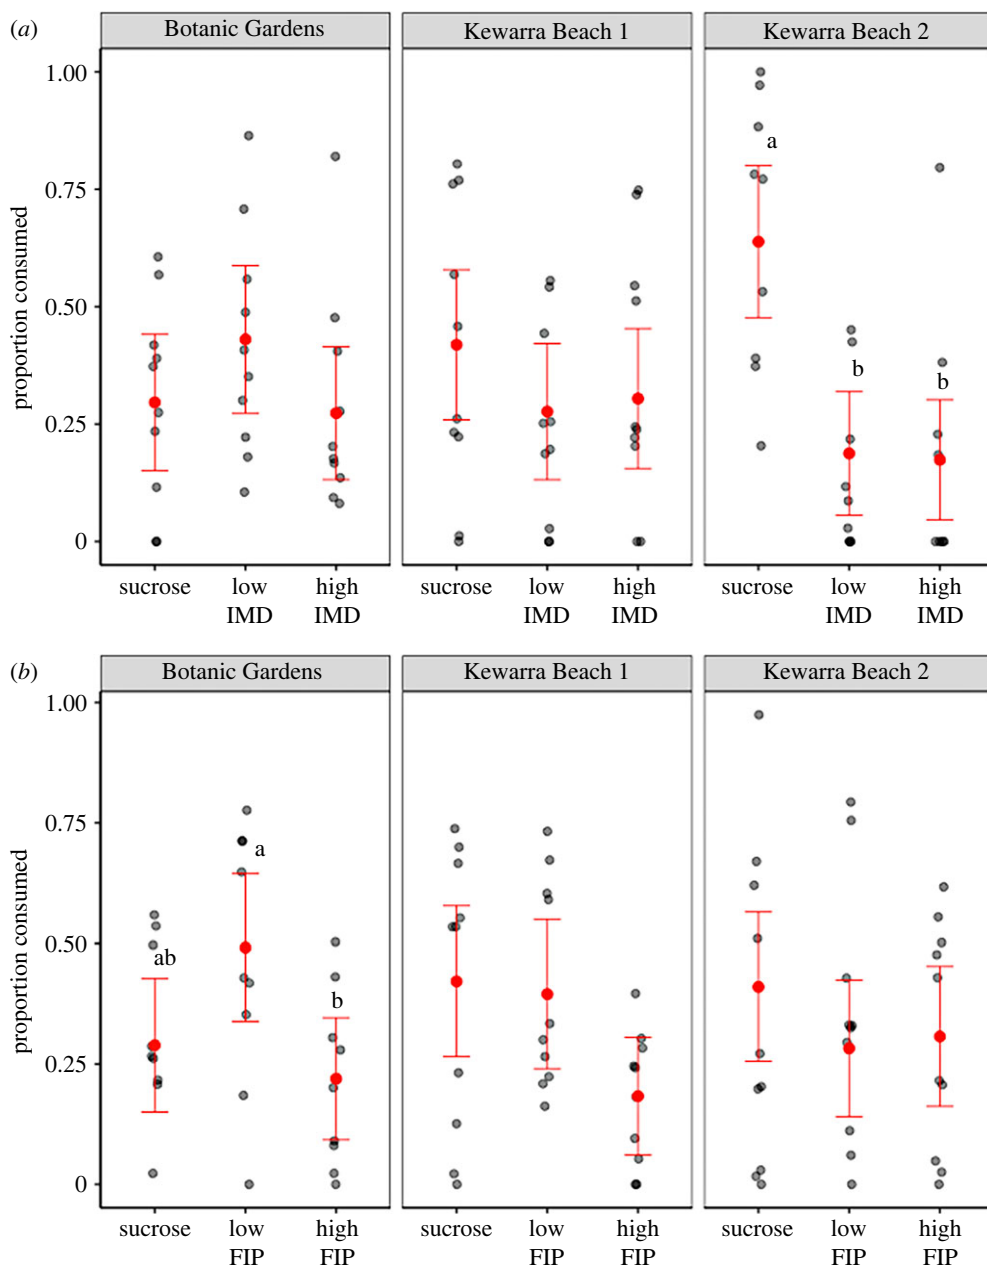 (a)
Botanic Gardens
Kewarra Beach 1
Kewarra Beach 2
proportion consumed
1.00
0.75
0.50
0.25
0
a
b
b
sucrose
low
IMD
high
IMD
sucrose
low
IMD
high
IMD
sucrose
low
IMD
high
IMD
(b)
Botanic Gardens
Kewarra Beach 1
Kewarra Beach 2
proportion consumed
1.00
0.75
0.50
0.25
0
ab
a
b
sucrose
low
FIP
high
FIP
sucrose
low
FIP
high
FIP
sucrose
low
FIP
high
FIP